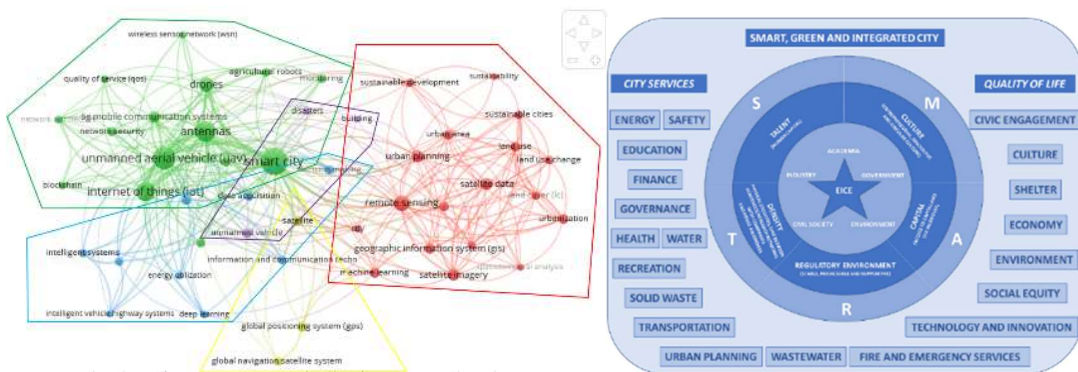 wireless sensor network (wsn)
quality of service (qos)
agricultural robots
monitoring
drones
network
5g mobile communication systems
network security
antennas
disasters
building
unmanned aerial vehicle (uav)
smart city
blockchain
internet of things (iot)
data acquisition
satellite
unmanned vehicle
intelligent systems
information and communication techn
energy utilization
intelligent vehicle highway systems
deep learning
global positioning system (gps)
global navigation satellite system
sustainable development
sustainability
sustainable cities
urban area
land use
urban planning
land use change
satellite data
land cover (lc)
remote sensing
urbanization
geographic information system (gis)
machine learning
satellite imagery
SMART, GREEN AND INTEGRATED CITY
CITY SERVICES
ENERGY
SAFETY
EDUCATION
FINANCE
GOVERNANCE
HEALTH
WATER
RECREATION
SOLID WASTE
TRANSPORTATION
URBAN PLANNING
WASTEWATER
FIRE AND EMERGENCY SERVICES
QUALITY OF LIFE
CIVIC ENGAGEMENT
CULTURE
SHELTER
ECONOMY
ENVIRONMENT
SOCIAL EQUITY
TECHNOLOGY AND INNOVATION
S
M
A
R
T
TALENT
CULTURE
CAPITAL
REGULATORY ENVIRONMENT
DENSITY
ACADEMIA
INDUSTRY
GOVERNMENT
EICE
CIVIL SOCIETY
ENVIRONMENT